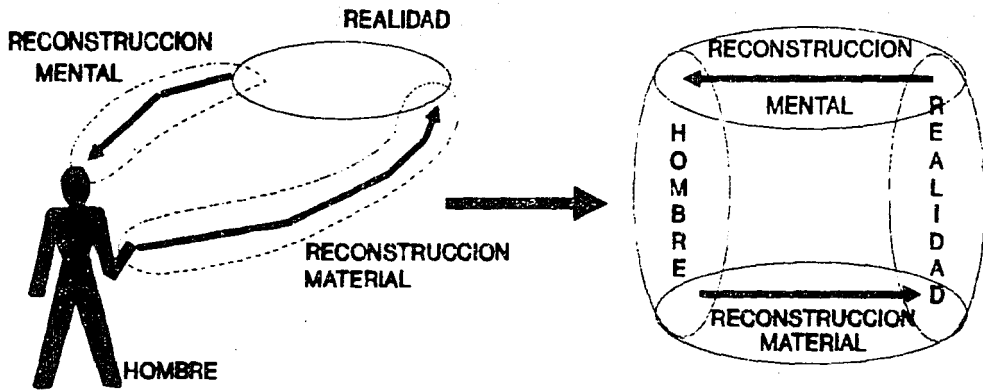 REALIDAD
RECONSTRUCCION
MENTAL
RECONSTRUCCION
MATERIAL
HOMBRE
RECONSTRUCCION
MENTAL
HOMBRE
REALIDAD
RECONSTRUCCION
MATERIAL